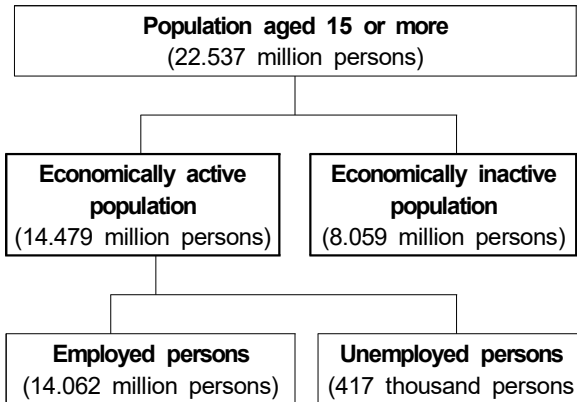 Population aged 15 or more
(22.537 million persons)
Economically active
population
(14.479 million persons)
Economically inactive
population
(8.059 million persons)
Employed persons
(14.062 million persons)
Unemployed persons
(417 thousand persons